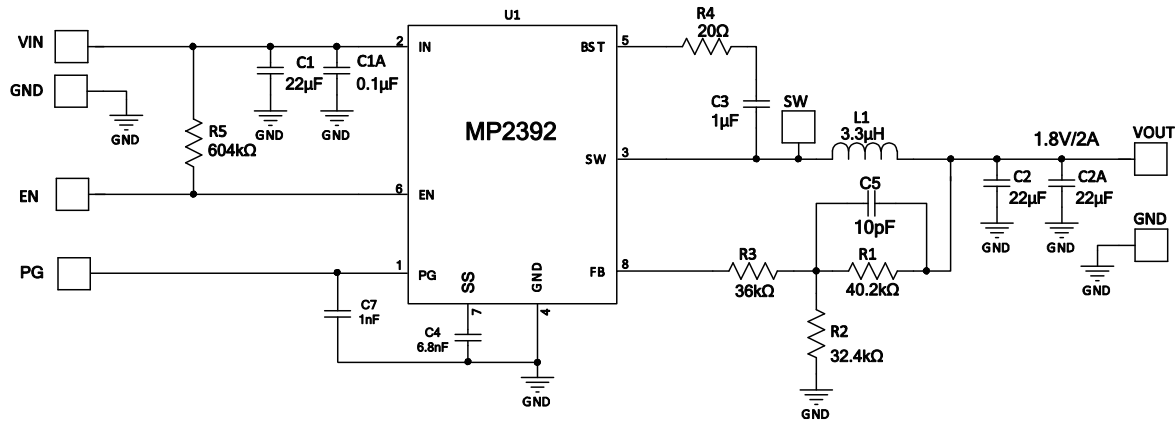 U1
VIN
GND
GND
R5
604kΩ
C1
22µF
GND
C1A
0.1µF
GND
2
IN
BST
5
R4
20Ω
C3
1µF
SW
L1
3.3µH
1.8V/2A
VOUT
MP2392
SW
3
EN
6
EN
C5
10pF
C2
22µF
GND
C2A
22µF
GND
GND
GND
PG
1
PG
SS
GND
FB
8
R3
36kΩ
R1
40.2kΩ
7
4
C7
1nF
C4
6.8nF
GND
R2
32.4kΩ
GND